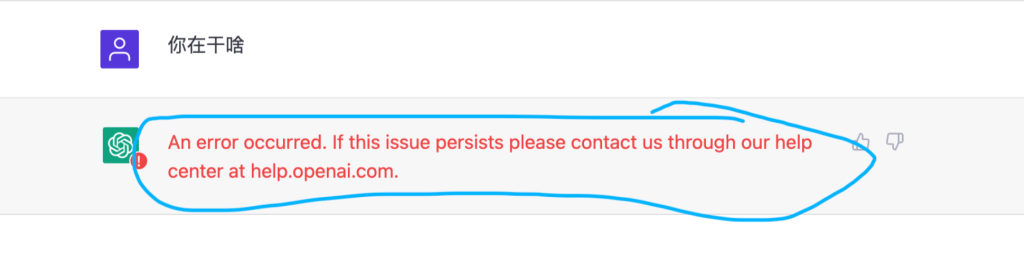 你在干啥
An error occurred. If this issue persists please contact us through our help
center at help.openai.com.